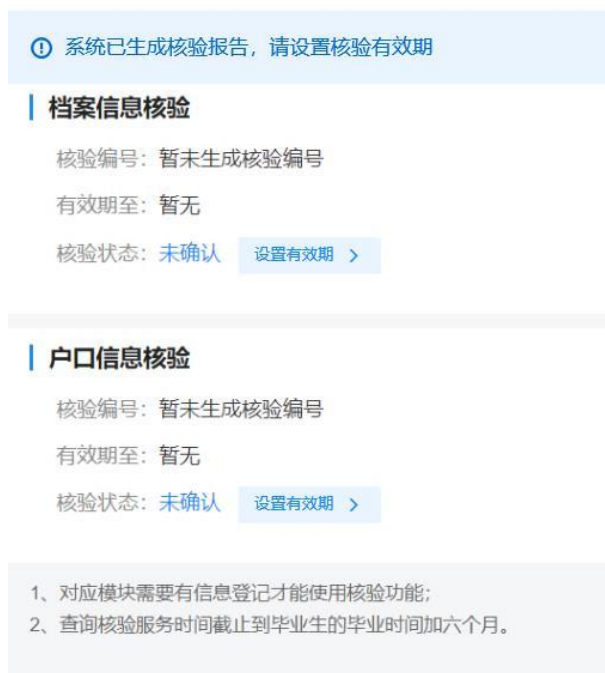 系统已生成核验报告，请设置核验有效期
档案信息核验
核验编号：暂未生成核验编号
有效期至：暂无
核验状态：未确认 设置有效期 >
户口信息核验
核验编号：暂未生成核验编号
有效期至：暂无
核验状态：未确认 设置有效期 >
1、对应模块需要有信息登记才能使用核验功能；
2、查询核验服务时间截止到毕业生的毕业时间加六个月。